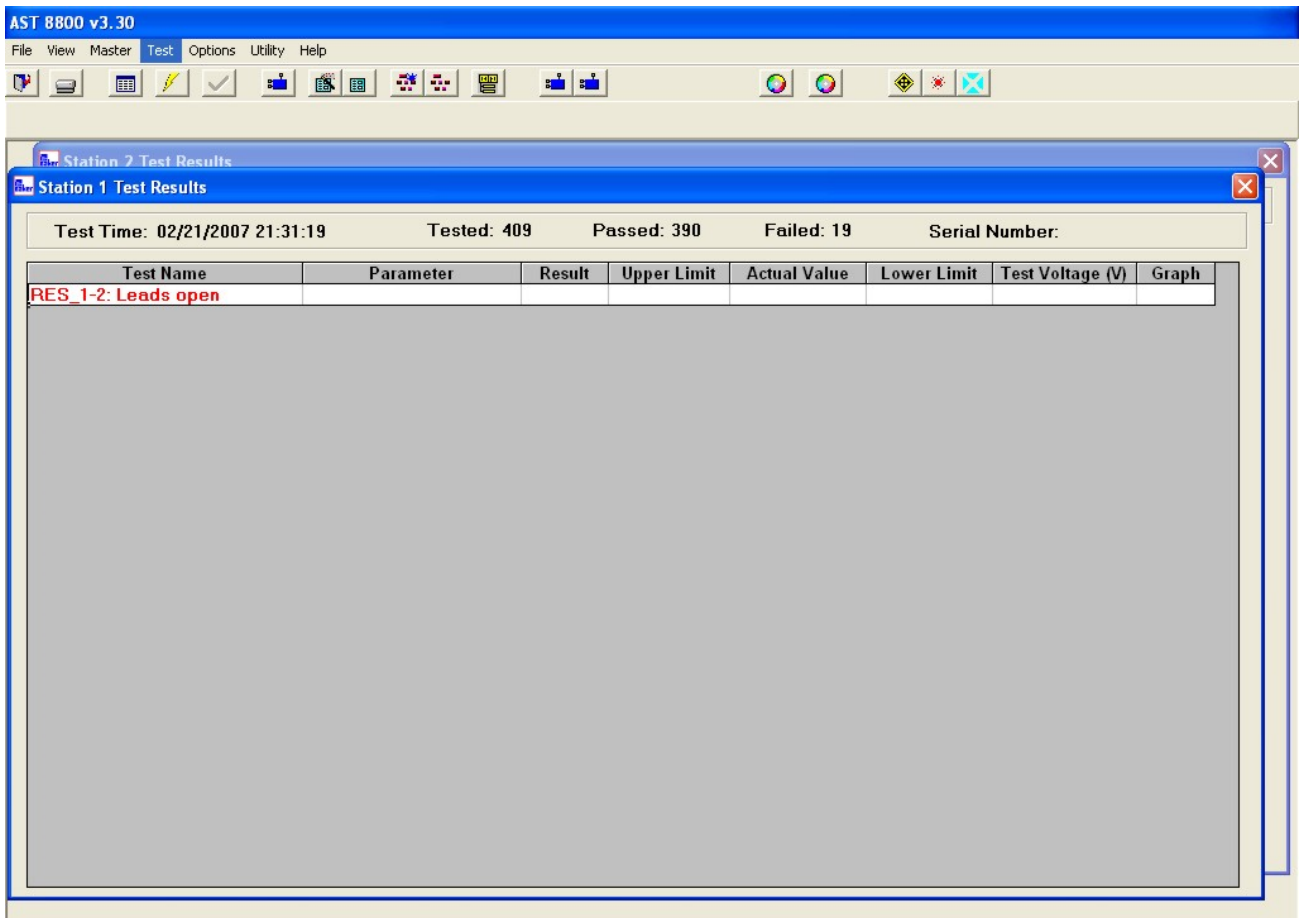 AST 8800 v3.30
File View Master Test Options Utility Help
Station 2 Test Results
Station 1 Test Results
Test Time: 02/21/2007 21:31:19 Tested: 409 Passed: 390 Failed: 19 Serial Number:
Test Name Parameter Result Upper Limit Actual Value Lower Limit Test Voltage (V) Graph
RES_1-2: Leads open